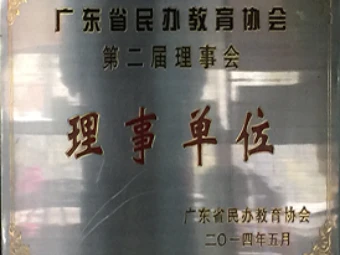 广东省民办教育协会
第二届理事会
理事单位
广东省民办教育协会
二〇一四年五月